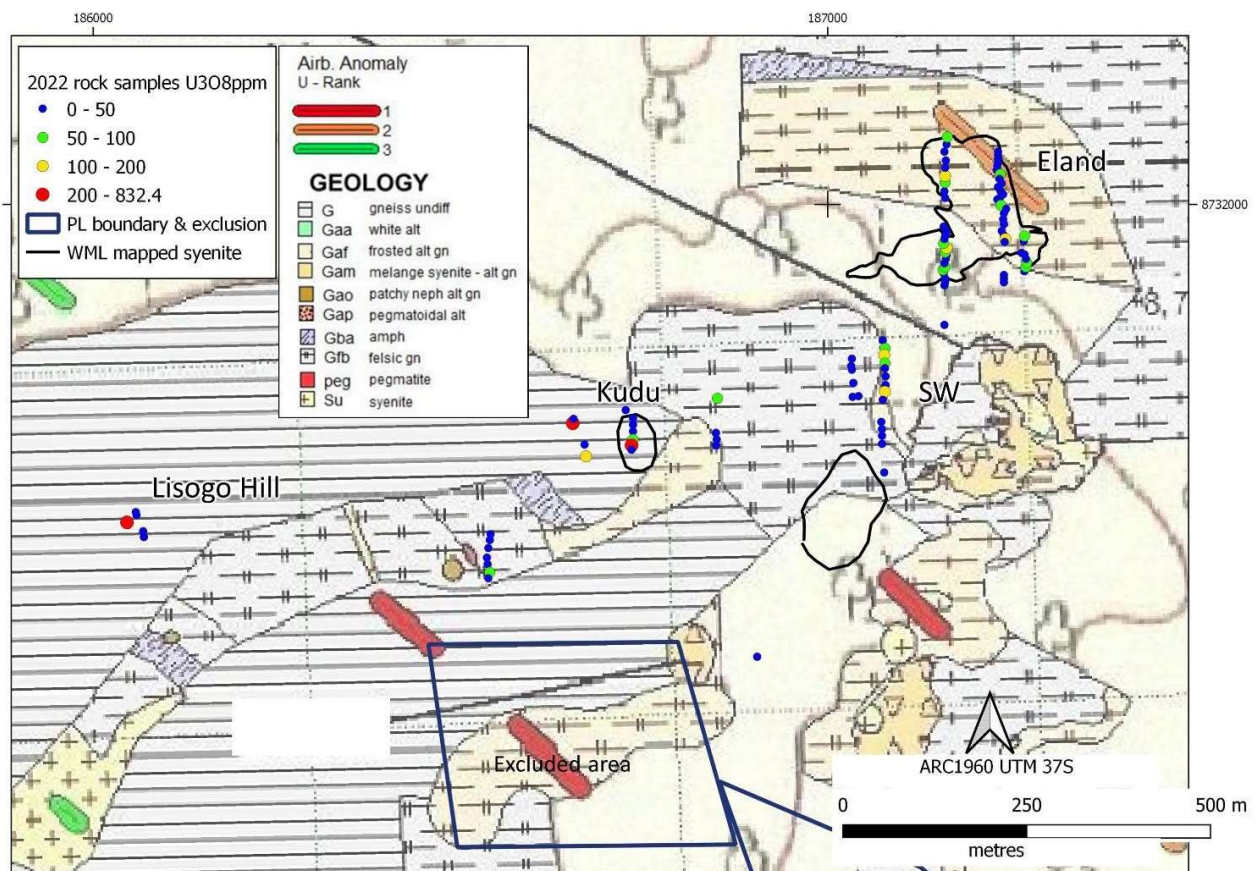 186000
187000
2022 rock samples U3O8ppm
0 - 50
50 - 100
100 - 200
200 - 832.4
PL boundary & exclusion
WML mapped syenite
Airb. Anomaly
U - Rank
1
2
3
GEOLOGY
G gneiss undiff
Gaa white alt
Gaf frosted alt gn
Gam melange syenite - alt gn
Gao patchy neph alt gn
Gap pegmatoidal alt
Gba amph
Gfb felsic gn
peg pegmatite
Su syenite
Eland
8732000
Kudu
SW
Lisogo Hill
Excluded area
ARC1960 UTM 37S
0 250 500 m
metres